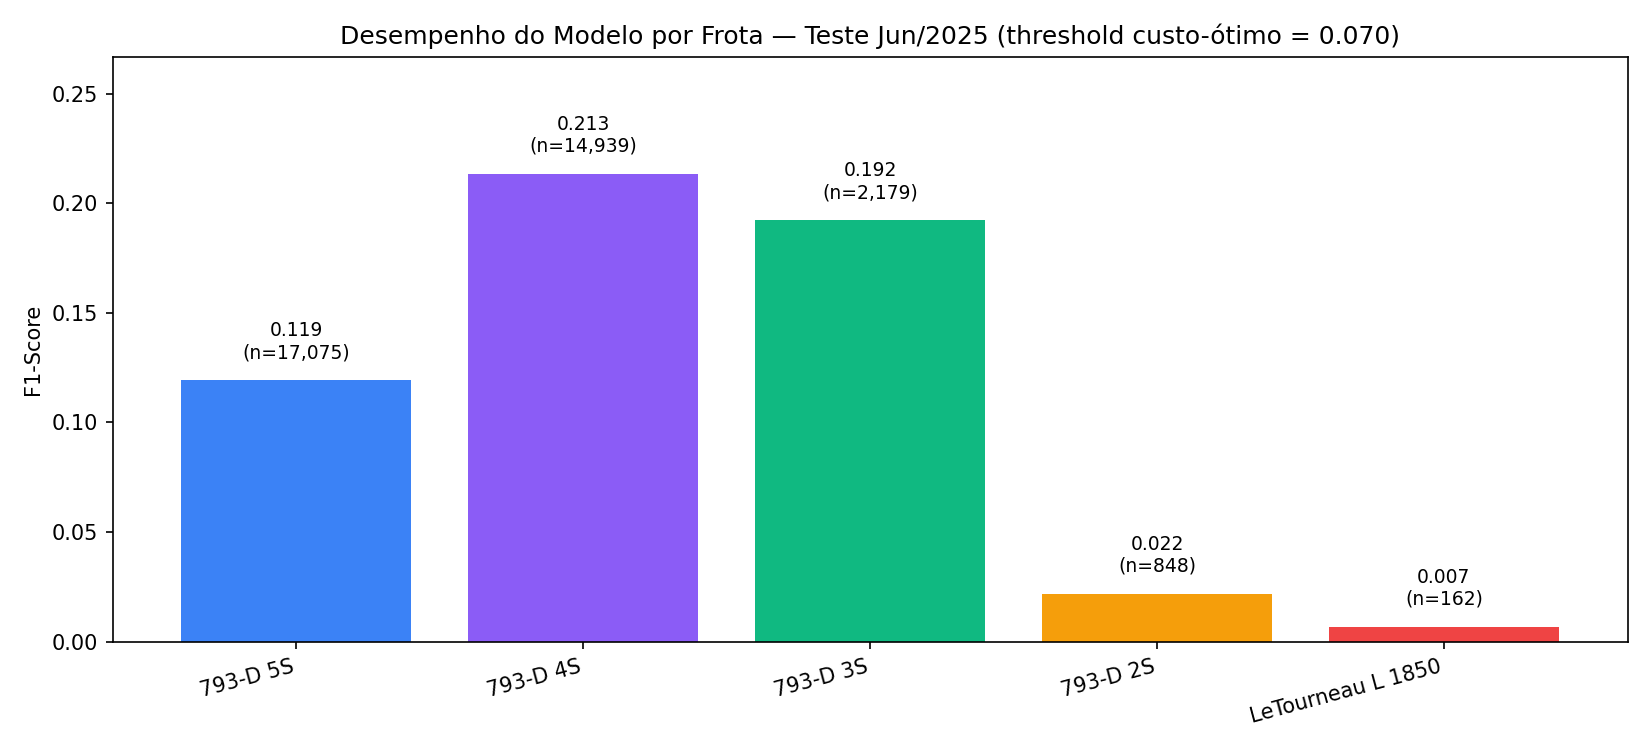 Desempenho do Modelo por Frota — Teste Jun/2025 (threshold custo-ótimo = 0.070)
F1-Score
0.25
0.20
0.15
0.10
0.05
0.00
0.119
(n=17,075)
0.213
(n=14,939)
0.192
(n=2,179)
0.022
(n=848)
0.007
(n=162)
793-D 5S
793-D 4S
793-D 3S
793-D 2S
LeTourneau L 1850